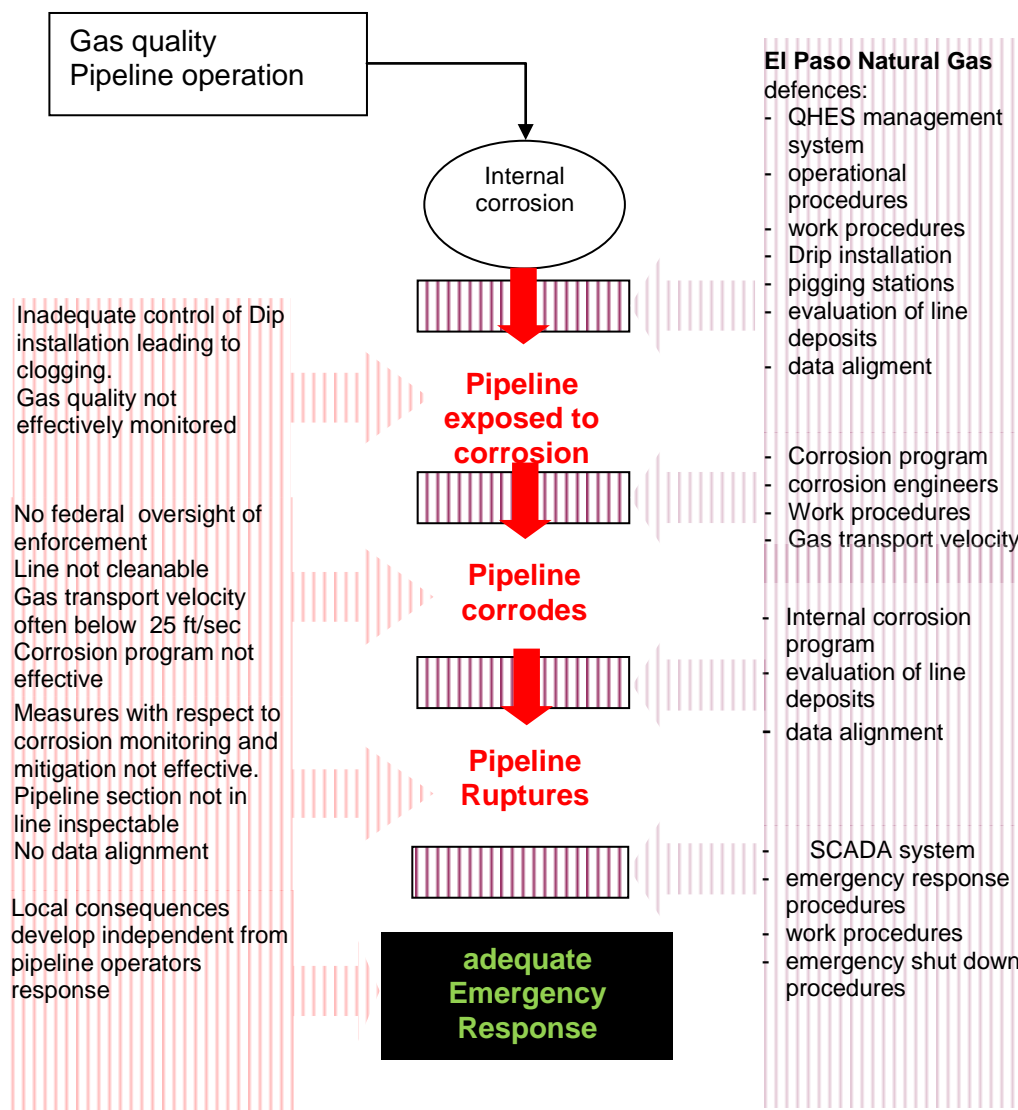 Gas quality
Pipeline operation
Internal
corrosion
El Paso Natural Gas
defences:
- QHES management
system
- operational
procedures
- work procedures
- Drip installation
- pigging stations
- evaluation of line
deposits
- data aligment
Inadequate control of Dip
installation leading to
clogging.
Gas quality not
effectively monitored
Pipeline
exposed to
corrosion
- Corrosion program
- corrosion engineers
- Work procedures
- Gas transport velocity
No federal oversight of
enforcement
Line not cleanable
Gas transport velocity
often below 25 ft/sec
Corrosion program not
effective
Pipeline
corrodes
- Internal corrosion
program
- evaluation of line
deposits
- data alignment
Measures with respect to
corrosion monitoring and
mitigation not effective.
Pipeline section not in
line inspectable
No data alignment
Pipeline
Ruptures
- SCADA system
- emergency response
procedures
- work procedures
- emergency shut down
procedures
Local consequences
develop independent from
pipeline operators
response
adequate
Emergency
Response